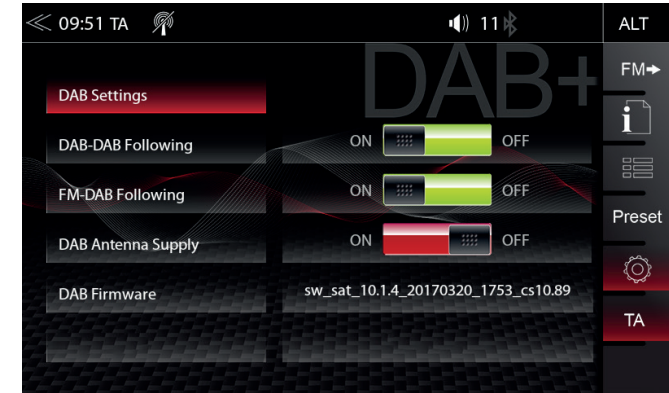 09:51 TA 11 ALT
DAB+
FM
DAB Settings
i
DAB-DAB Following ON OFF
FM-DAB Following ON OFF
Preset
DAB Antenna Supply ON OFF
DAB Firmware sw_sat_10.1.4_20170320_1753_cs10.89
TA